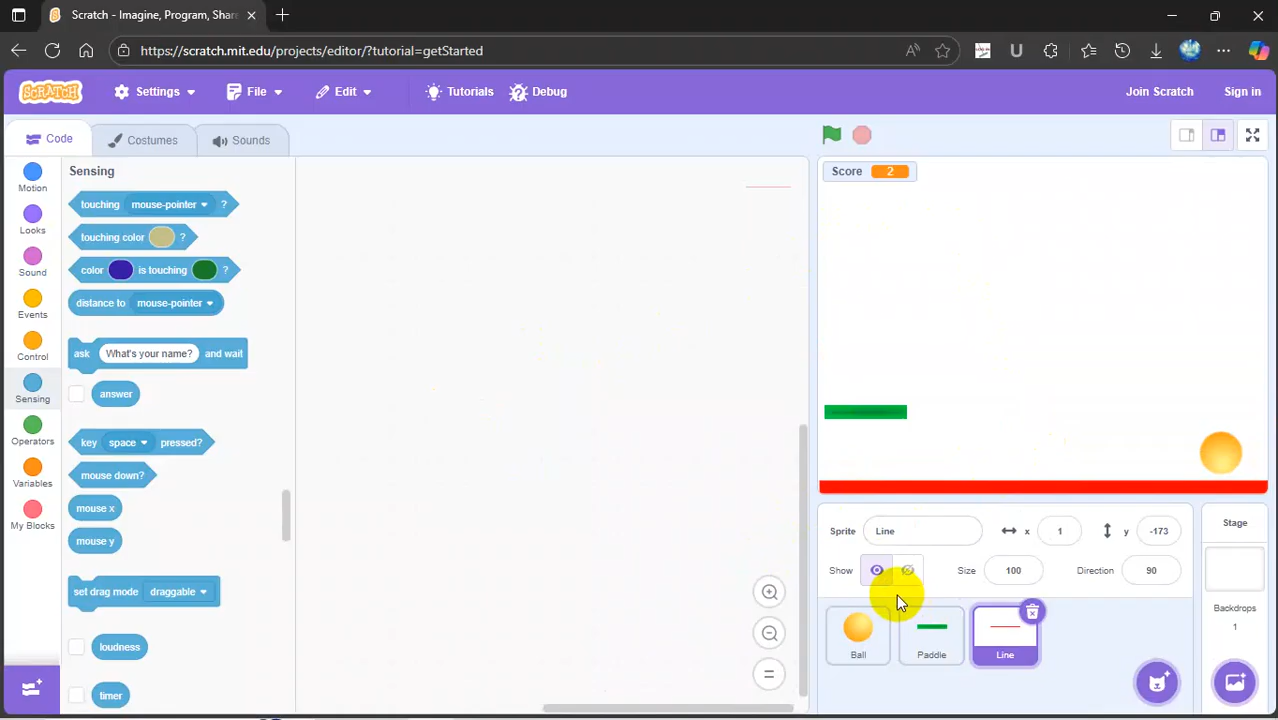 Scratch - Imagine, Program, Shar
https://scratch.mit.edu/projects/editor/?tutorial=getStarted
SCRATCH
Settings
File
Edit
Tutorials
Debug
Join Scratch
Sign in
Code
Costumes
Sounds
Motion
Looks
Sound
Events
Control
Sensing
Operators
Variables
My Blocks
Sensing
touching mouse-pointer ?
touching color ?
color is touching ?
distance to mouse-pointer
ask What's your name? and wait
answer
key space pressed?
mouse down?
mouse x
mouse y
set drag mode draggable
loudness
timer
Score 2
Sprite Line x 1 y -173
Show Size 100 Direction 90
Ball
Paddle
Line
Stage
Backdrops
1